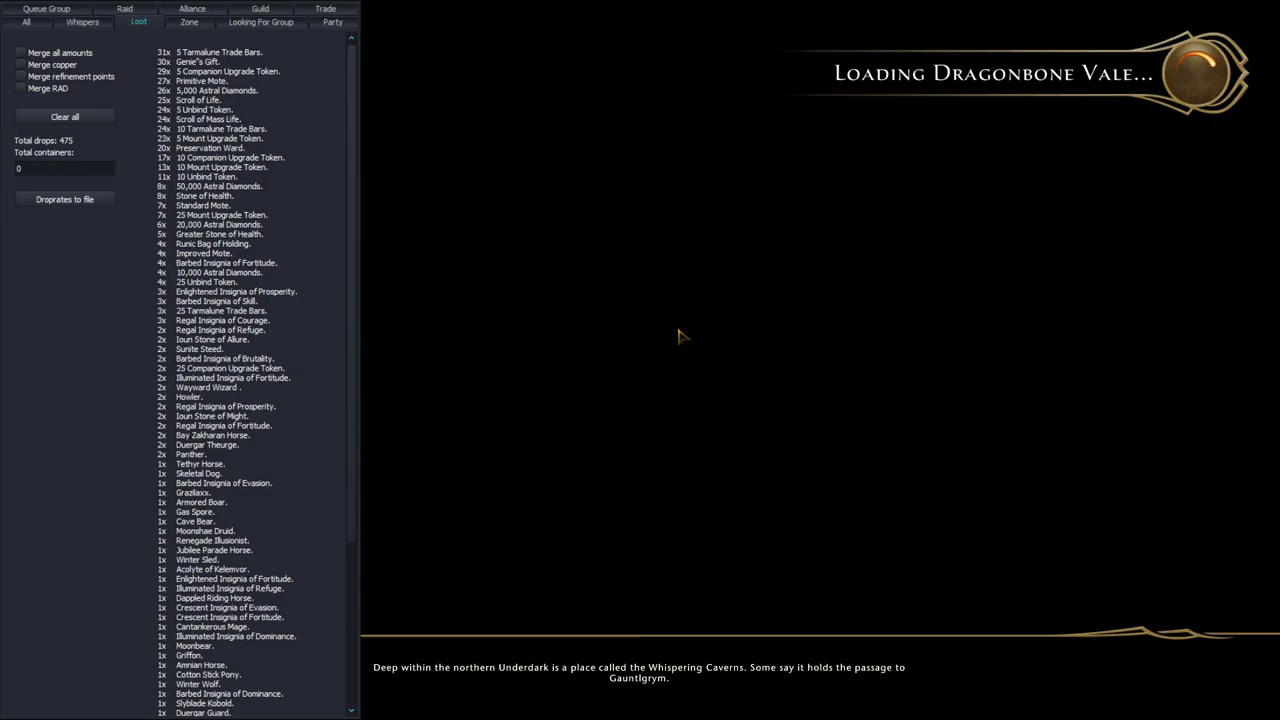 Queue Group Raid Alliance Guild Trade
All Whispers Loot Zone Looking For Group Party
Merge all amounts
Merge copper
Merge refinement points
Merge RAD
Clear all
Total drops: 475
Total containers:
0
Droprates to file
31x 5 Tarmalune Trade Bars.
30x Genie"s Gift.
29x 5 Companion Upgrade Token.
27x Primitive Mote.
26x 5,000 Astral Diamonds.
25x Scroll of Life.
24x 5 Unbind Token.
24x Scroll of Mass Life.
24x 10 Tarmalune Trade Bars.
23x 5 Mount Upgrade Token.
20x Preservation Ward.
17x 10 Companion Upgrade Token.
13x 10 Mount Upgrade Token.
11x 10 Unbind Token.
8x 50,000 Astral Diamonds.
8x Stone of Health.
7x Standard Mote.
7x 25 Mount Upgrade Token.
6x 20,000 Astral Diamonds.
5x Greater Stone of Health.
4x Runic Bag of Holding.
4x Improved Mote.
4x Barbed Insignia of Fortitude.
4x 10,000 Astral Diamonds.
4x 25 Unbind Token.
3x Enlightened Insignia of Prosperity.
3x Barbed Insignia of Skill.
3x 25 Tarmalune Trade Bars.
3x Regal Insignia of Courage.
2x Regal Insignia of Refuge.
2x Ioun Stone of Allure.
2x Sunite Steed.
2x Barbed Insignia of Brutality.
2x 25 Companion Upgrade Token.
2x Illuminated Insignia of Fortitude.
2x Wayward Wizard .
2x Howler.
2x Regal Insignia of Prosperity.
2x Ioun Stone of Might.
2x Regal Insignia of Fortitude.
2x Bay Zakharan Horse.
2x Duergar Theurge.
2x Panther.
1x Tethyr Horse.
1x Skeletal Dog.
1x Barbed Insignia of Evasion.
1x Grazilaxx.
1x Armored Boar.
1x Gas Spore.
1x Cave Bear.
1x Moonshae Druid.
1x Renegade Illusionist.
1x Jubilee Parade Horse.
1x Winter Sled.
1x Acolyte of Kelemvor.
1x Enlightened Insignia of Fortitude.
1x Illuminated Insignia of Refuge.
1x Dappled Riding Horse.
1x Crescent Insignia of Evasion.
1x Crescent Insignia of Fortitude.
1x Cantankerous Mage.
1x Illuminated Insignia of Dominance.
1x Moonbear.
1x Griffon.
1x Amnian Horse.
1x Cotton Stick Pony.
1x Winter Wolf.
1x Barbed Insignia of Dominance.
1x Slyblade Kobold.
1x Duergar Guard.
LOADING DRAGONBONE VALE...
Deep within the northern Underdark is a place called the Whispering Caverns. Some say it holds the passage to
Gauntlgrym.